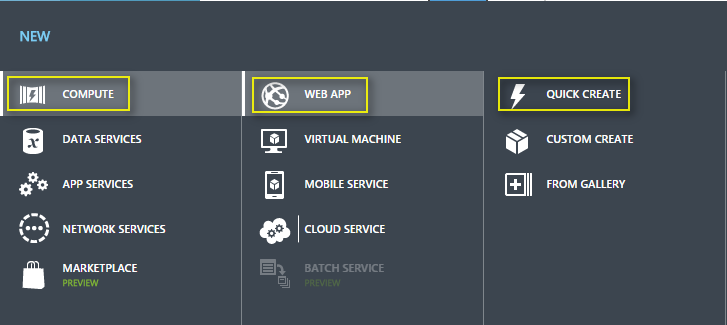 NEW
COMPUTE
DATA SERVICES
APP SERVICES
NETWORK SERVICES
MARKETPLACE
PREVIEW
WEB APP
VIRTUAL MACHINE
MOBILE SERVICE
CLOUD SERVICE
BATCH SERVICE
PREVIEW
QUICK CREATE
CUSTOM CREATE
FROM GALLERY